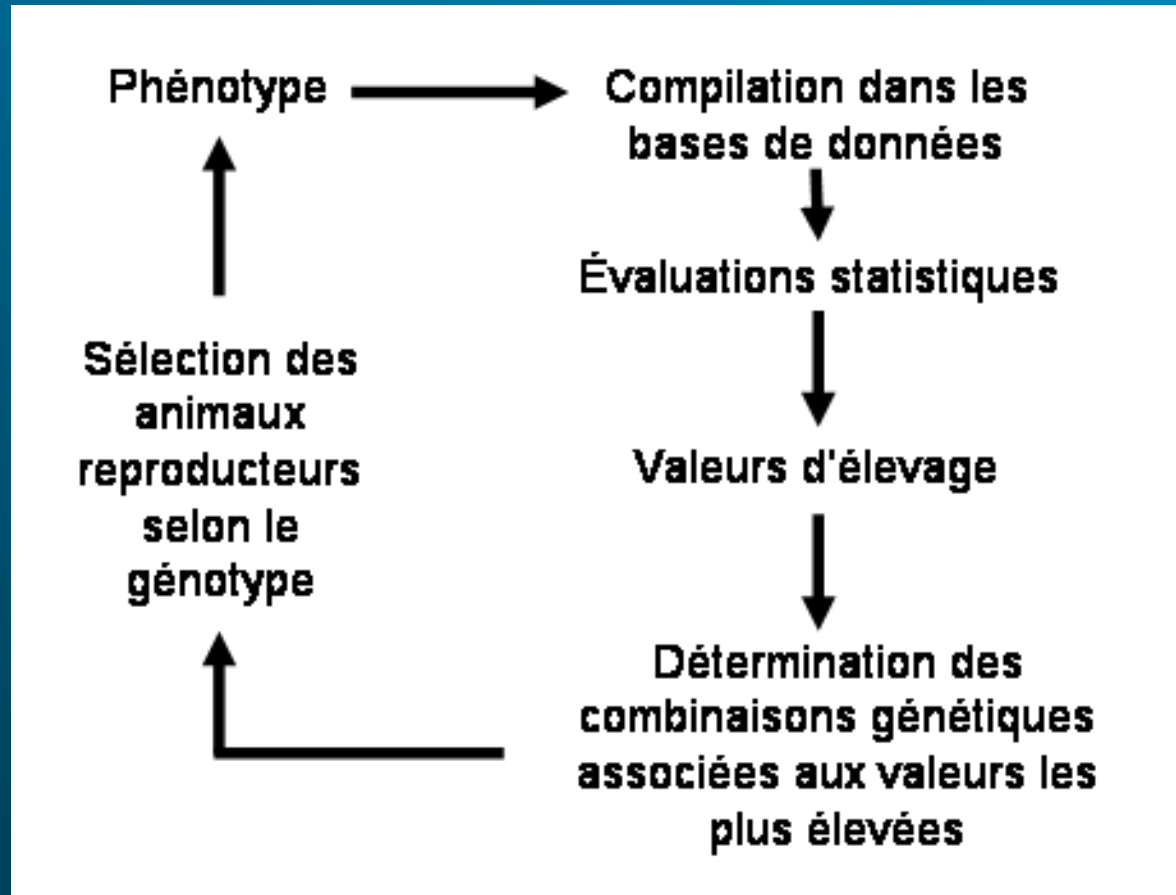 Phénotype
Compilation dans les
bases de données
Évaluations statistiques
Valeurs d'élevage
Détermination des
combinaisons génétiques
associées aux valeurs les
plus élevées
Sélection des
animaux
reproducteurs
selon le
génotype